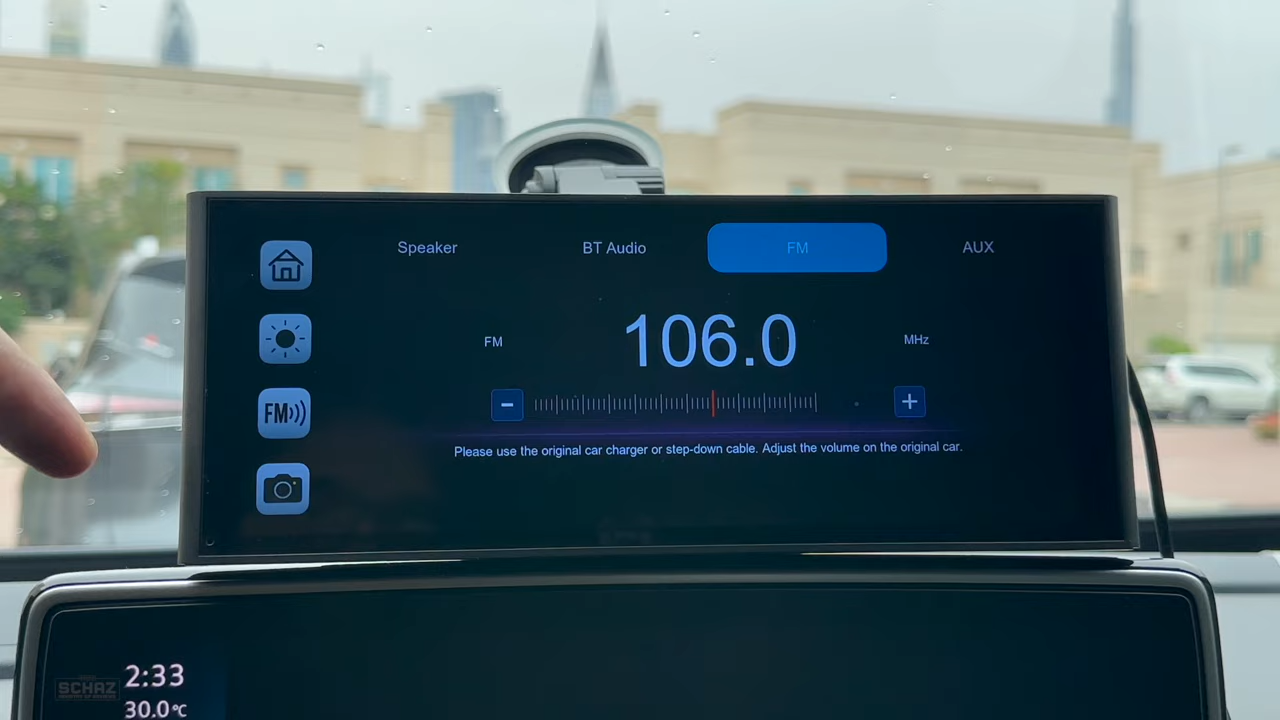 Speaker
BT Audio
FM
AUX
FM
106.0
MHz
FM
- +
Please use the original car charger or step-down cable. Adjust the volume on the original car.
2:33
SCHAZ
30.0°C